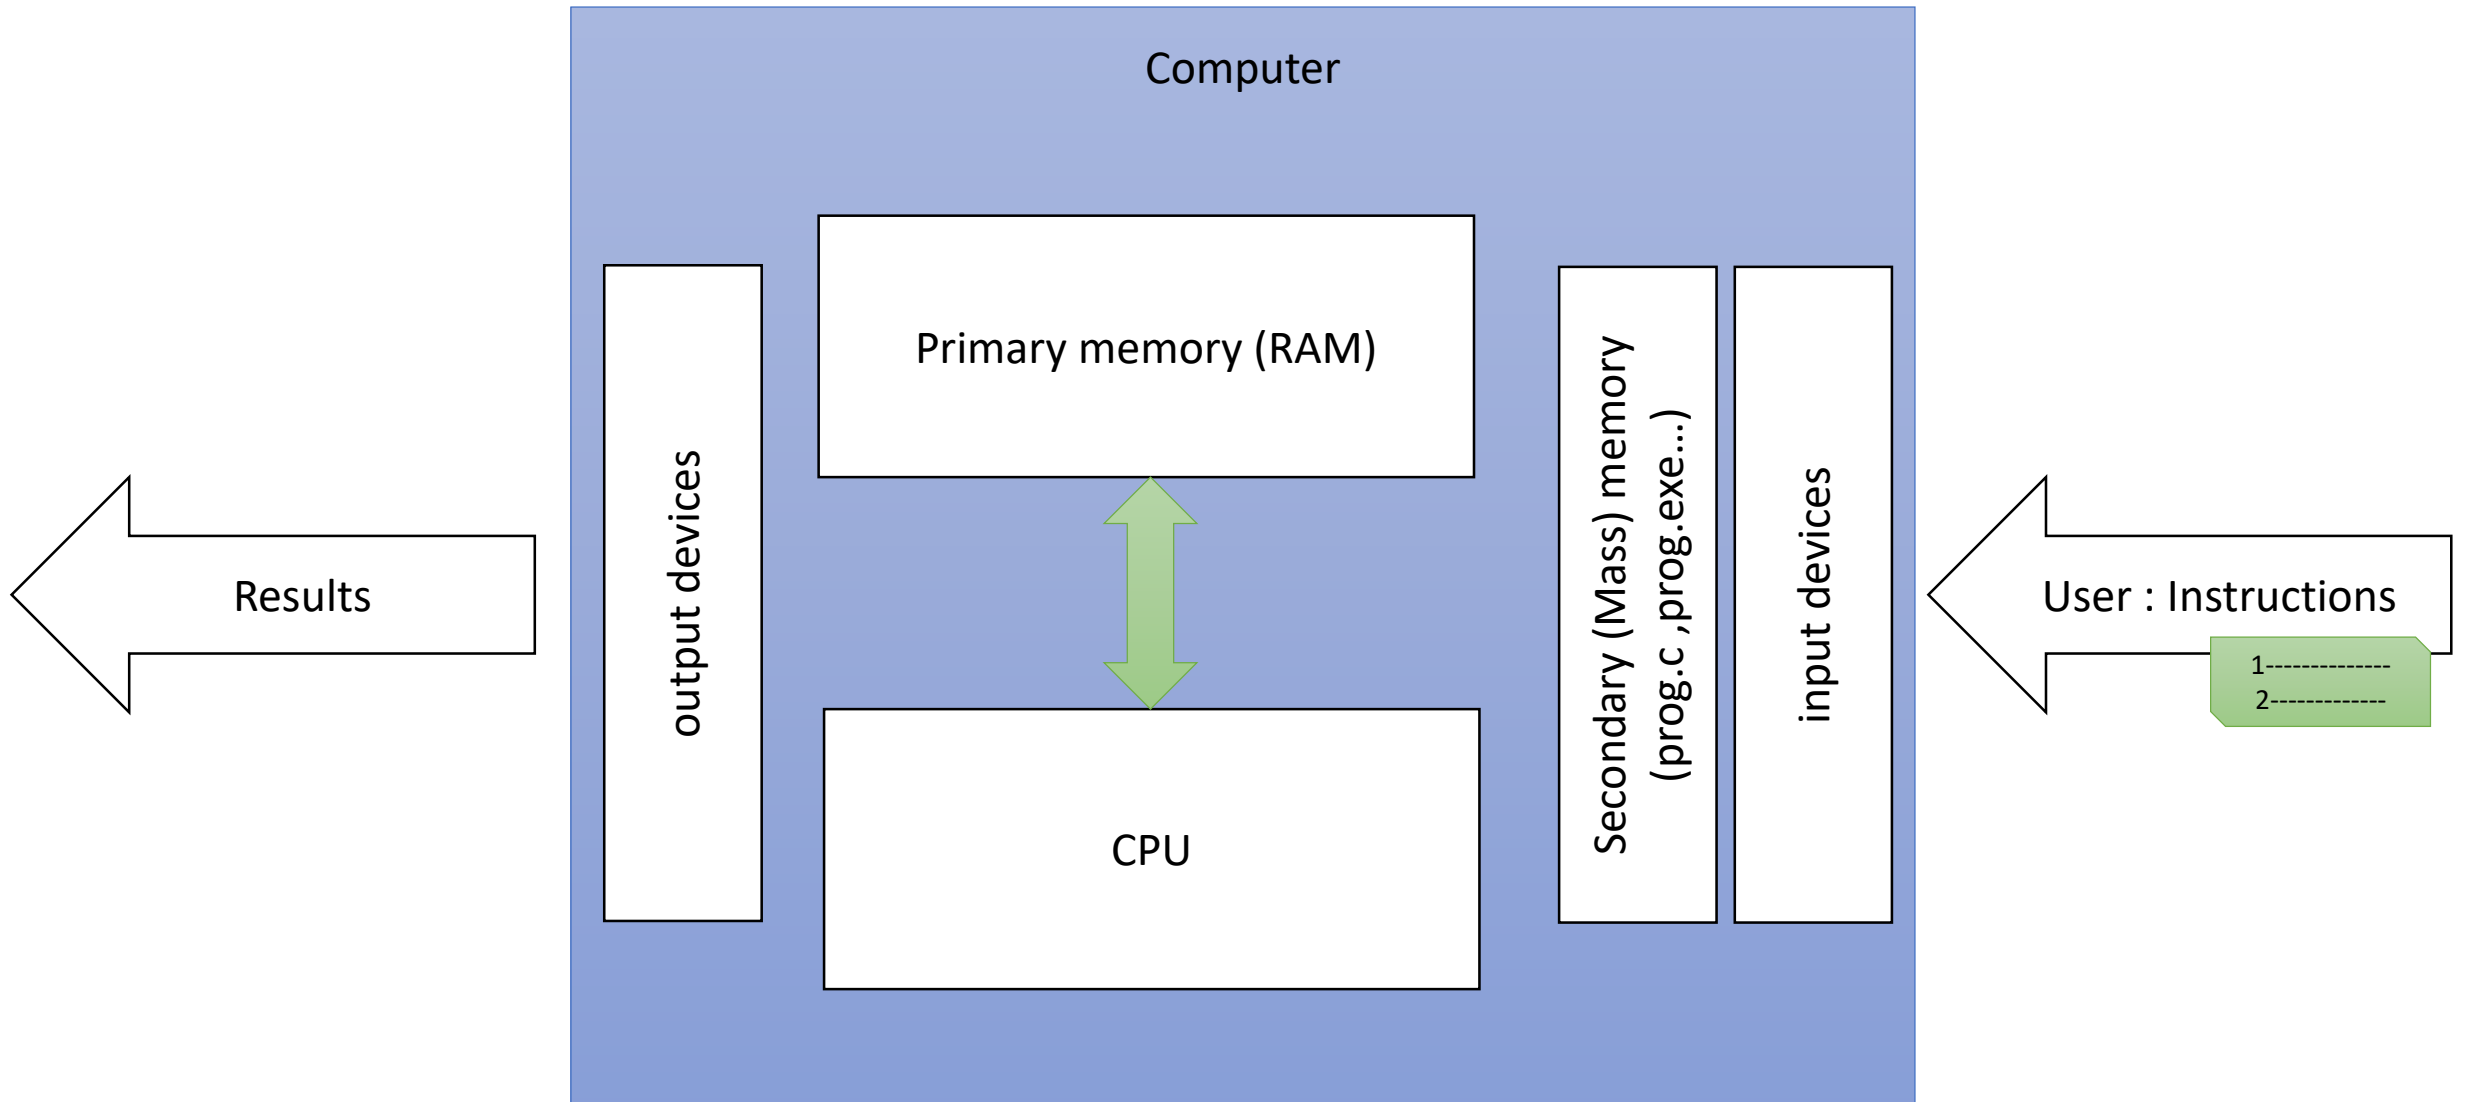 Computer
Primary memory (RAM)
output devices
Secondary (Mass) memory
(prog.c ,prog.exe...)
input devices
Results
User : Instructions
1--------------
2-------------
CPU